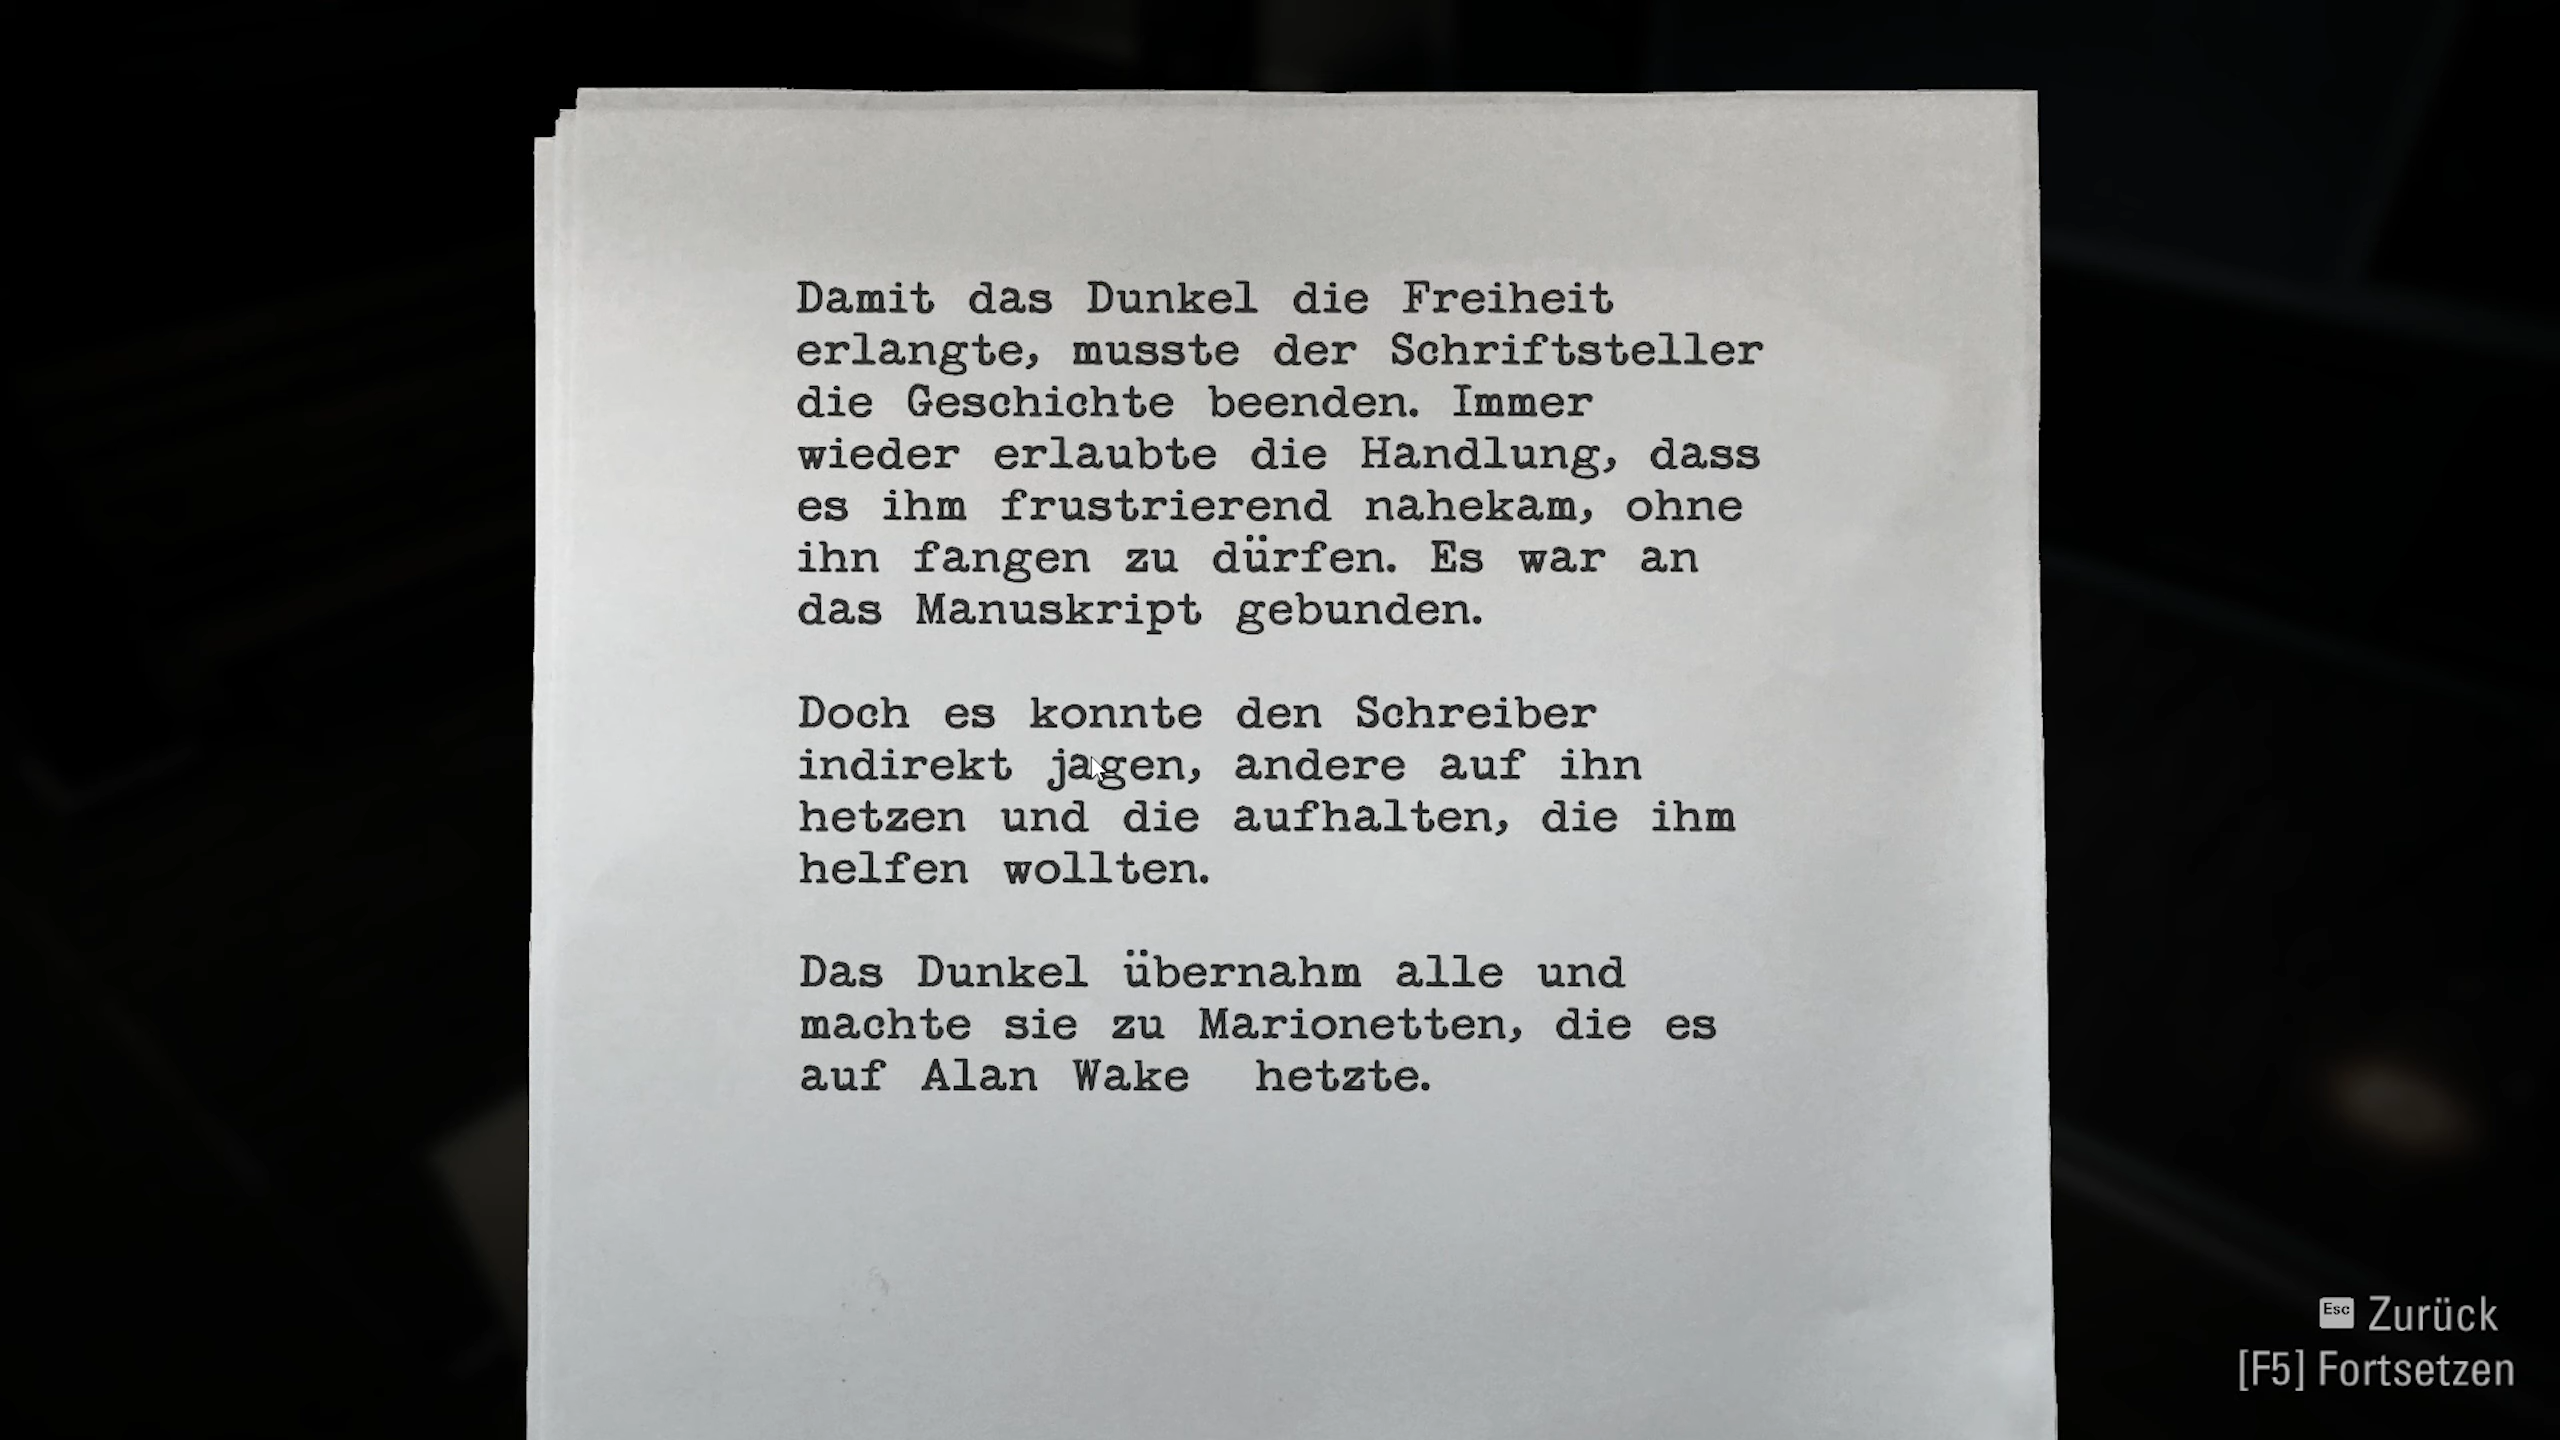 Damit das Dunkel die Freiheit
erlangte, musste der Schriftsteller
die Geschichte beenden. Immer
wieder erlaubte die Handlung, dass
es ihm frustrierend nahekam, ohne
ihn fangen zu dürfen. Es war an
das Manuskript gebunden.
Doch es konnte den Schreiber
indirekt jagen, andere auf ihn
hetzen und die aufhalten, die ihm
helfen wollten.
Das Dunkel übernahm alle und
machte sie zu Marionetten, die es
auf Alan Wake  hetzte.
Esc Zurück
[F5] Fortsetzen